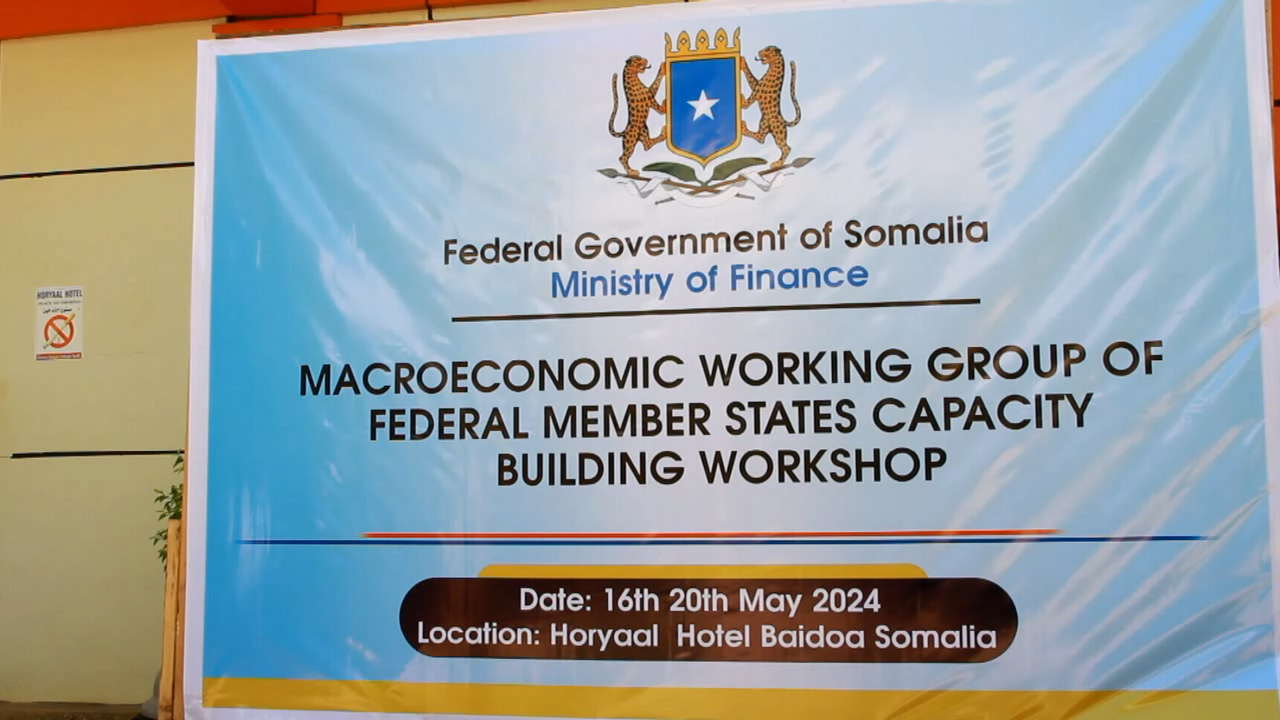 Federal Government of Somalia
Ministry of Finance
MACROECONOMIC WORKING GROUP OF
FEDERAL MEMBER STATES CAPACITY
BUILDING WORKSHOP
Date: 16th 20th May 2024
Location: Horyaal Hotel Baidoa Somalia
HORYAAL HOTEL